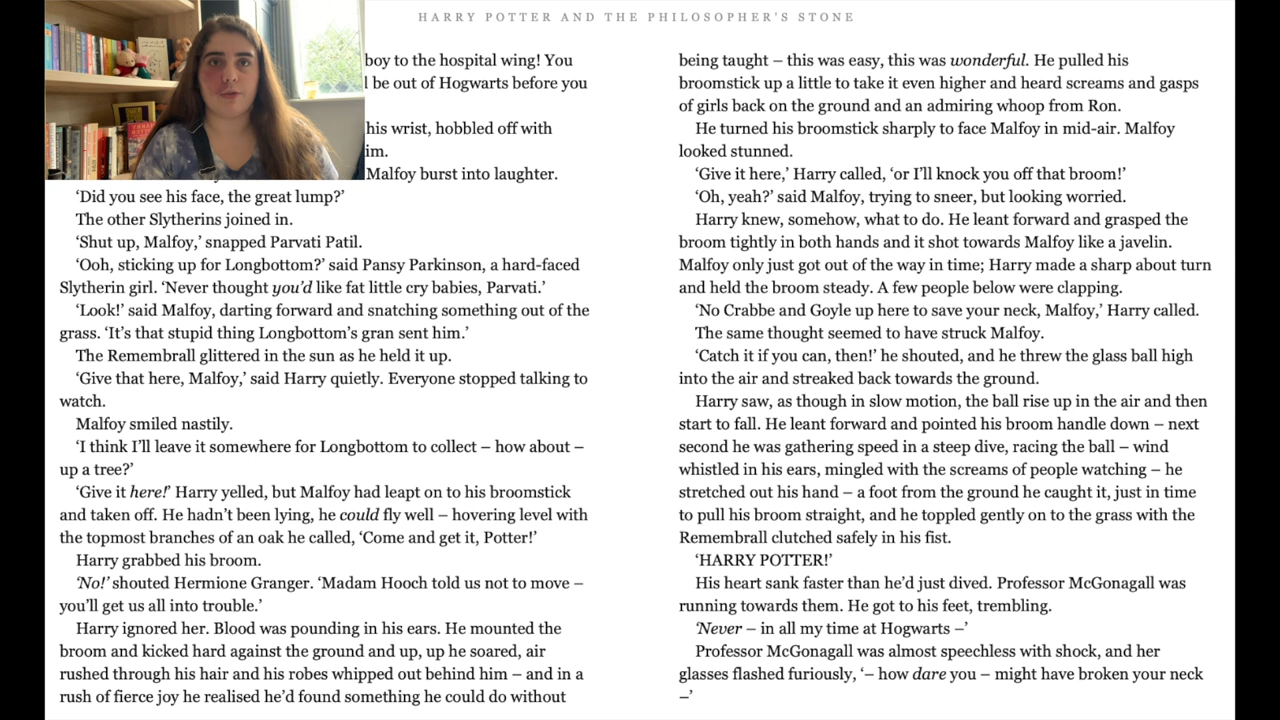 HARRY POTTER AND THE PHILOSOPHER'S STONE
boy to the hospital wing! You
be out of Hogwarts before you
his wrist, hobbled off with
im.
Malfoy burst into laughter.
‘Did you see his face, the great lump?’
The other Slytherins joined in.
‘Shut up, Malfoy,’ snapped Parvati Patil.
‘Ooh, sticking up for Longbottom?’ said Pansy Parkinson, a hard-faced
Slytherin girl. ‘Never thought you’d like fat little cry babies, Parvati.’
‘Look!’ said Malfoy, darting forward and snatching something out of the
grass. ‘It’s that stupid thing Longbottom’s gran sent him.’
The Remembrall glittered in the sun as he held it up.
‘Give that here, Malfoy,’ said Harry quietly. Everyone stopped talking to
watch.
Malfoy smiled nastily.
‘I think I’ll leave it somewhere for Longbottom to collect – how about –
up a tree?’
‘Give it here!’ Harry yelled, but Malfoy had leapt on to his broomstick
and taken off. He hadn’t been lying, he could fly well – hovering level with
the topmost branches of an oak he called, ‘Come and get it, Potter!’
Harry grabbed his broom.
‘No!’ shouted Hermione Granger. ‘Madam Hooch told us not to move –
you’ll get us all into trouble.’
Harry ignored her. Blood was pounding in his ears. He mounted the
broom and kicked hard against the ground and up, up he soared, air
rushed through his hair and his robes whipped out behind him – and in a
rush of fierce joy he realised he’d found something he could do without
being taught – this was easy, this was wonderful. He pulled his
broomstick up a little to take it even higher and heard screams and gasps
of girls back on the ground and an admiring whoop from Ron.
He turned his broomstick sharply to face Malfoy in mid-air. Malfoy
looked stunned.
‘Give it here,’ Harry called, ‘or I’ll knock you off that broom!’
‘Oh, yeah?’ said Malfoy, trying to sneer, but looking worried.
Harry knew, somehow, what to do. He leant forward and grasped the
broom tightly in both hands and it shot towards Malfoy like a javelin.
Malfoy only just got out of the way in time; Harry made a sharp about turn
and held the broom steady. A few people below were clapping.
‘No Crabbe and Goyle up here to save your neck, Malfoy,’ Harry called.
The same thought seemed to have struck Malfoy.
‘Catch it if you can, then!’ he shouted, and he threw the glass ball high
into the air and streaked back towards the ground.
Harry saw, as though in slow motion, the ball rise up in the air and then
start to fall. He leant forward and pointed his broom handle down – next
second he was gathering speed in a steep dive, racing the ball – wind
whistled in his ears, mingled with the screams of people watching – he
stretched out his hand – a foot from the ground he caught it, just in time
to pull his broom straight, and he toppled gently on to the grass with the
Remembrall clutched safely in his fist.
‘HARRY POTTER!’
His heart sank faster than he’d just dived. Professor McGonagall was
running towards them. He got to his feet, trembling.
‘Never – in all my time at Hogwarts –’
Professor McGonagall was almost speechless with shock, and her
glasses flashed furiously, ‘– how dare you – might have broken your neck
–’